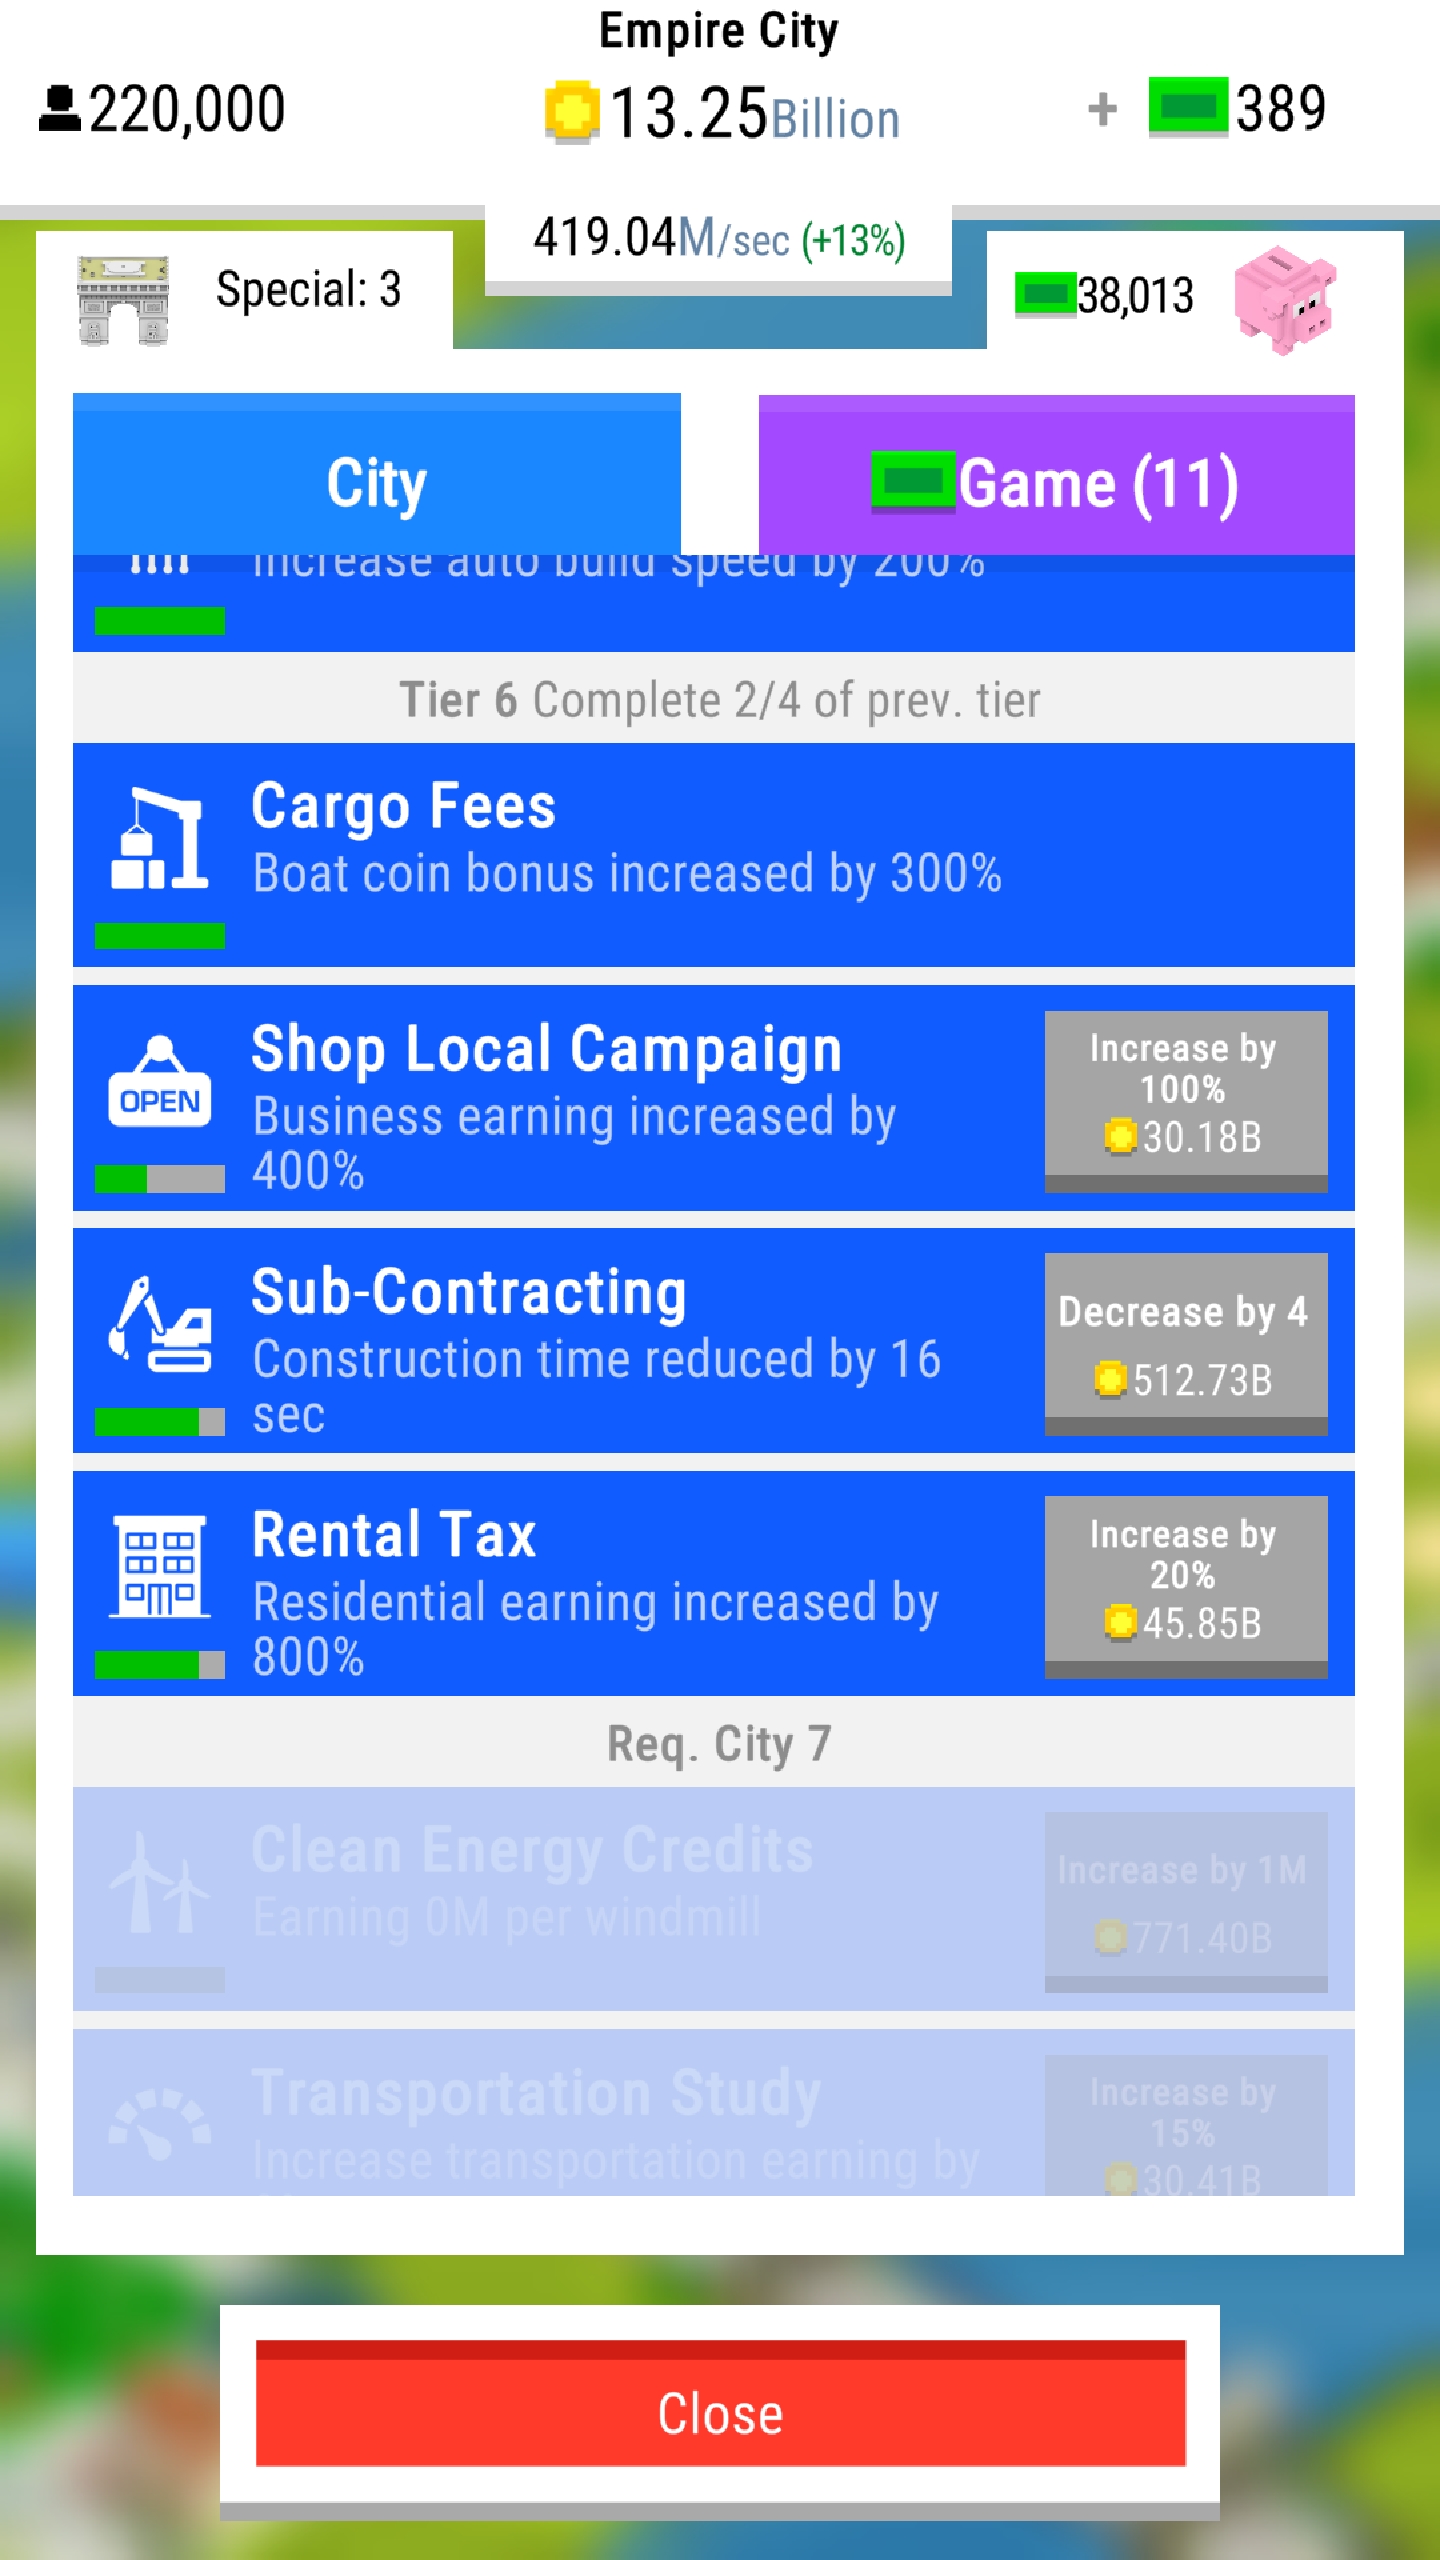 Empire City
220,000
13.25Billion
+ 389
419.04M/sec (+13%)
Special: 3
38,013
City
Game (11)
Increase auto build speed by 200%
Tier 6 Complete 2/4 of prev. tier
Cargo Fees
Boat coin bonus increased by 300%
OPEN
Shop Local Campaign
Business earning increased by
400%
Increase by
100%
30.18B
Sub-Contracting
Construction time reduced by 16
sec
Decrease by 4
512.73B
Rental Tax
Residential earning increased by
800%
Increase by
20%
45.85B
Req. City 7
Clean Energy Credits
Earning 0M per windmill
Increase by 1M
771.40B
Transportation Study
Increase transportation earning by
Increase by
15%
30.41B
Close